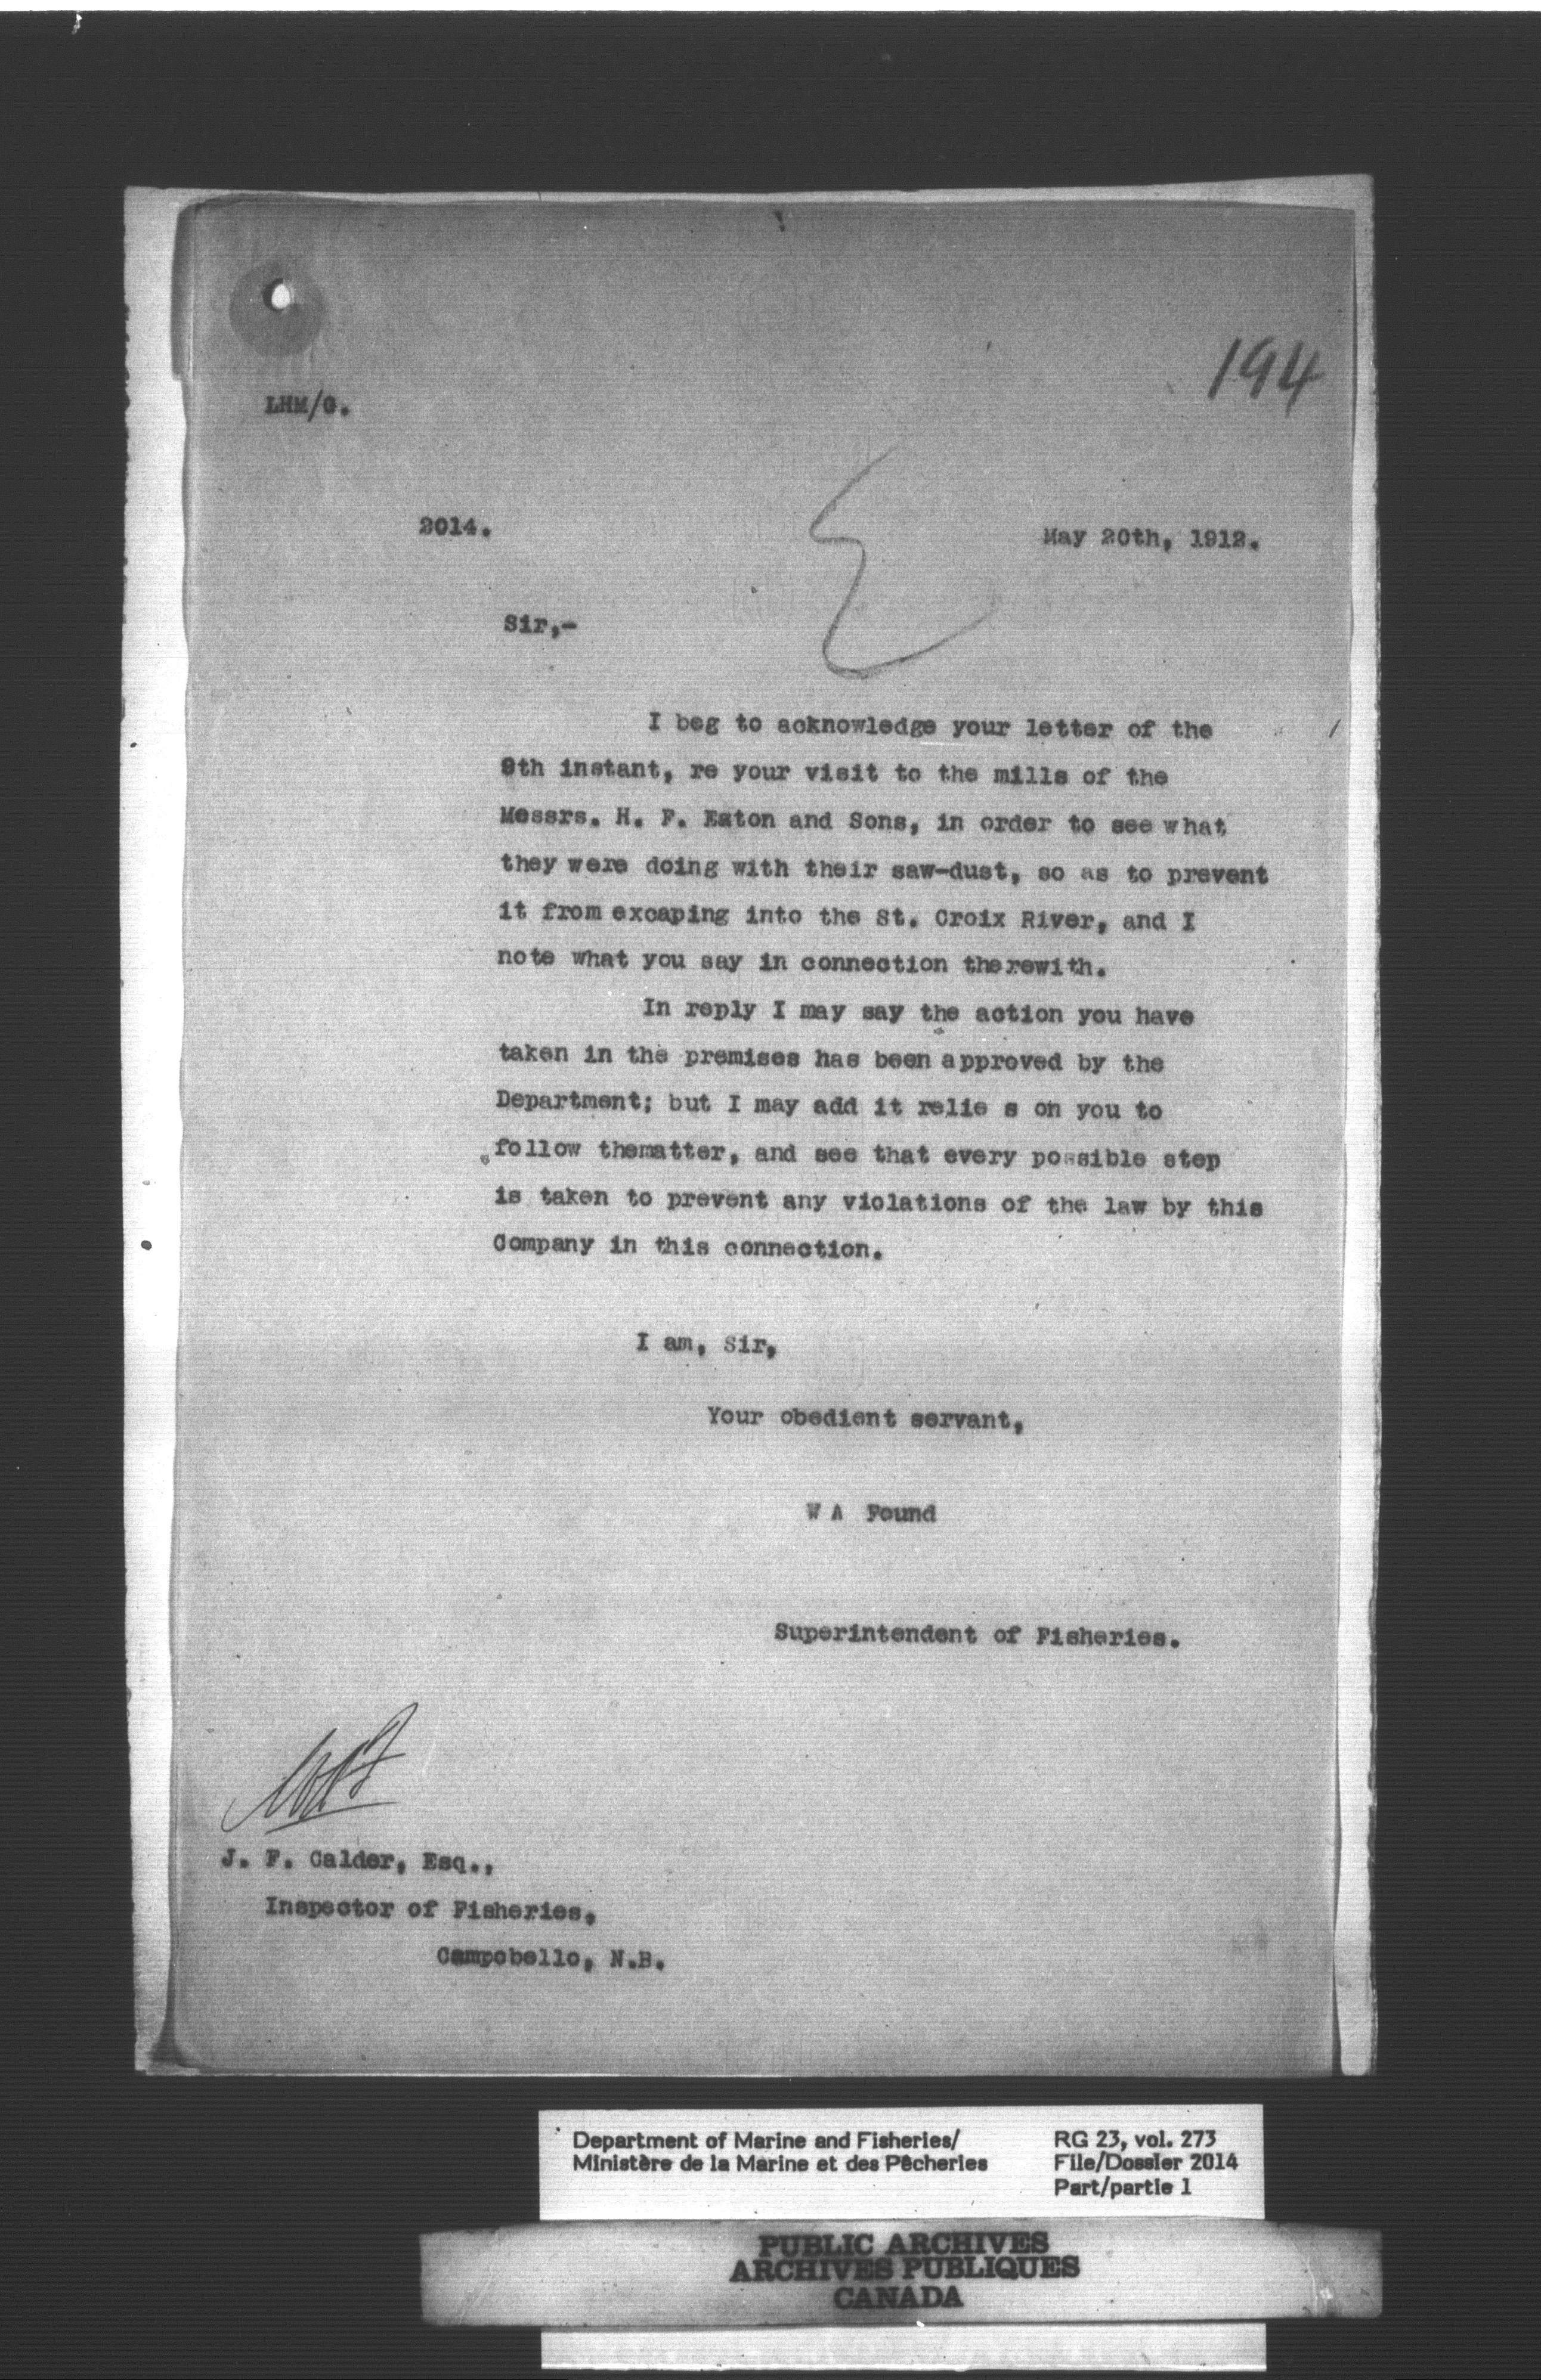 194
LHM/G.
2014.
May 20th, 1912.
Sir,-
I beg to acknowledge your letter of the
9th instant, re your visit to the mills of the
Messrs. H. F. Eaton and Sons, in order to see what
they were doing with their saw-dust, so as to prevent
it from excaping into the St. Croix River, and I
note what you say in connection therewith.
In reply I may say the action you have
taken in the premises has been approved by the
Department; but I may add it relie s on you to
follow thematter, and see that every possible step
is taken to prevent any violations of the law by this
Company in this connection.
I am, Sir,
Your obedient servant,
W A Found
Superintendent of Fisheries.
J. F. Calder, Esq.,
Inspector of Fisheries,
Campobello, N.B.
Department of Marine and Fisheries/
Ministère de la Marine et des Pêcheries
RG 23, vol. 273
File/Dossier 2014
Part/partie 1
PUBLIC ARCHIVES
ARCHIVES PUBLIQUES
CANADA